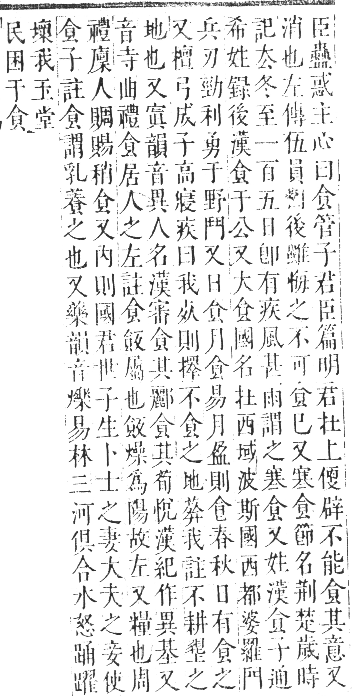 臣蠱惑主心曰食管子君臣篇明君在上便辟不能食其意又
消也左傳伍員曰後雖悔之不可食已又寒食節名荆楚歲時
記去冬至一百五日卽有疾風甚雨謂之寒食又姓漢食子通
希姓錄後漢食于公又大食國名在西域波斯國西都婆羅門
兵刃勁利勇于野鬥又日食月食易月盈則食春秋日有食之
又檀弓成子高寢疾曰我死則擇不食之地葬我註不耕墾之
地也又寘韻音異人名漢審食其酈食其荀悅漢紀作異基又
音寺曲禮食居人之左註食飯屬也飯燥爲陽故左又糧也周
禮廩人賙賜稍食又內則國君世子生卜士之妻大夫之妾使
食子註食謂乳養之也又藥韻音爍易林三河俱合水怒踊躍
壞我玉堂
民困于食